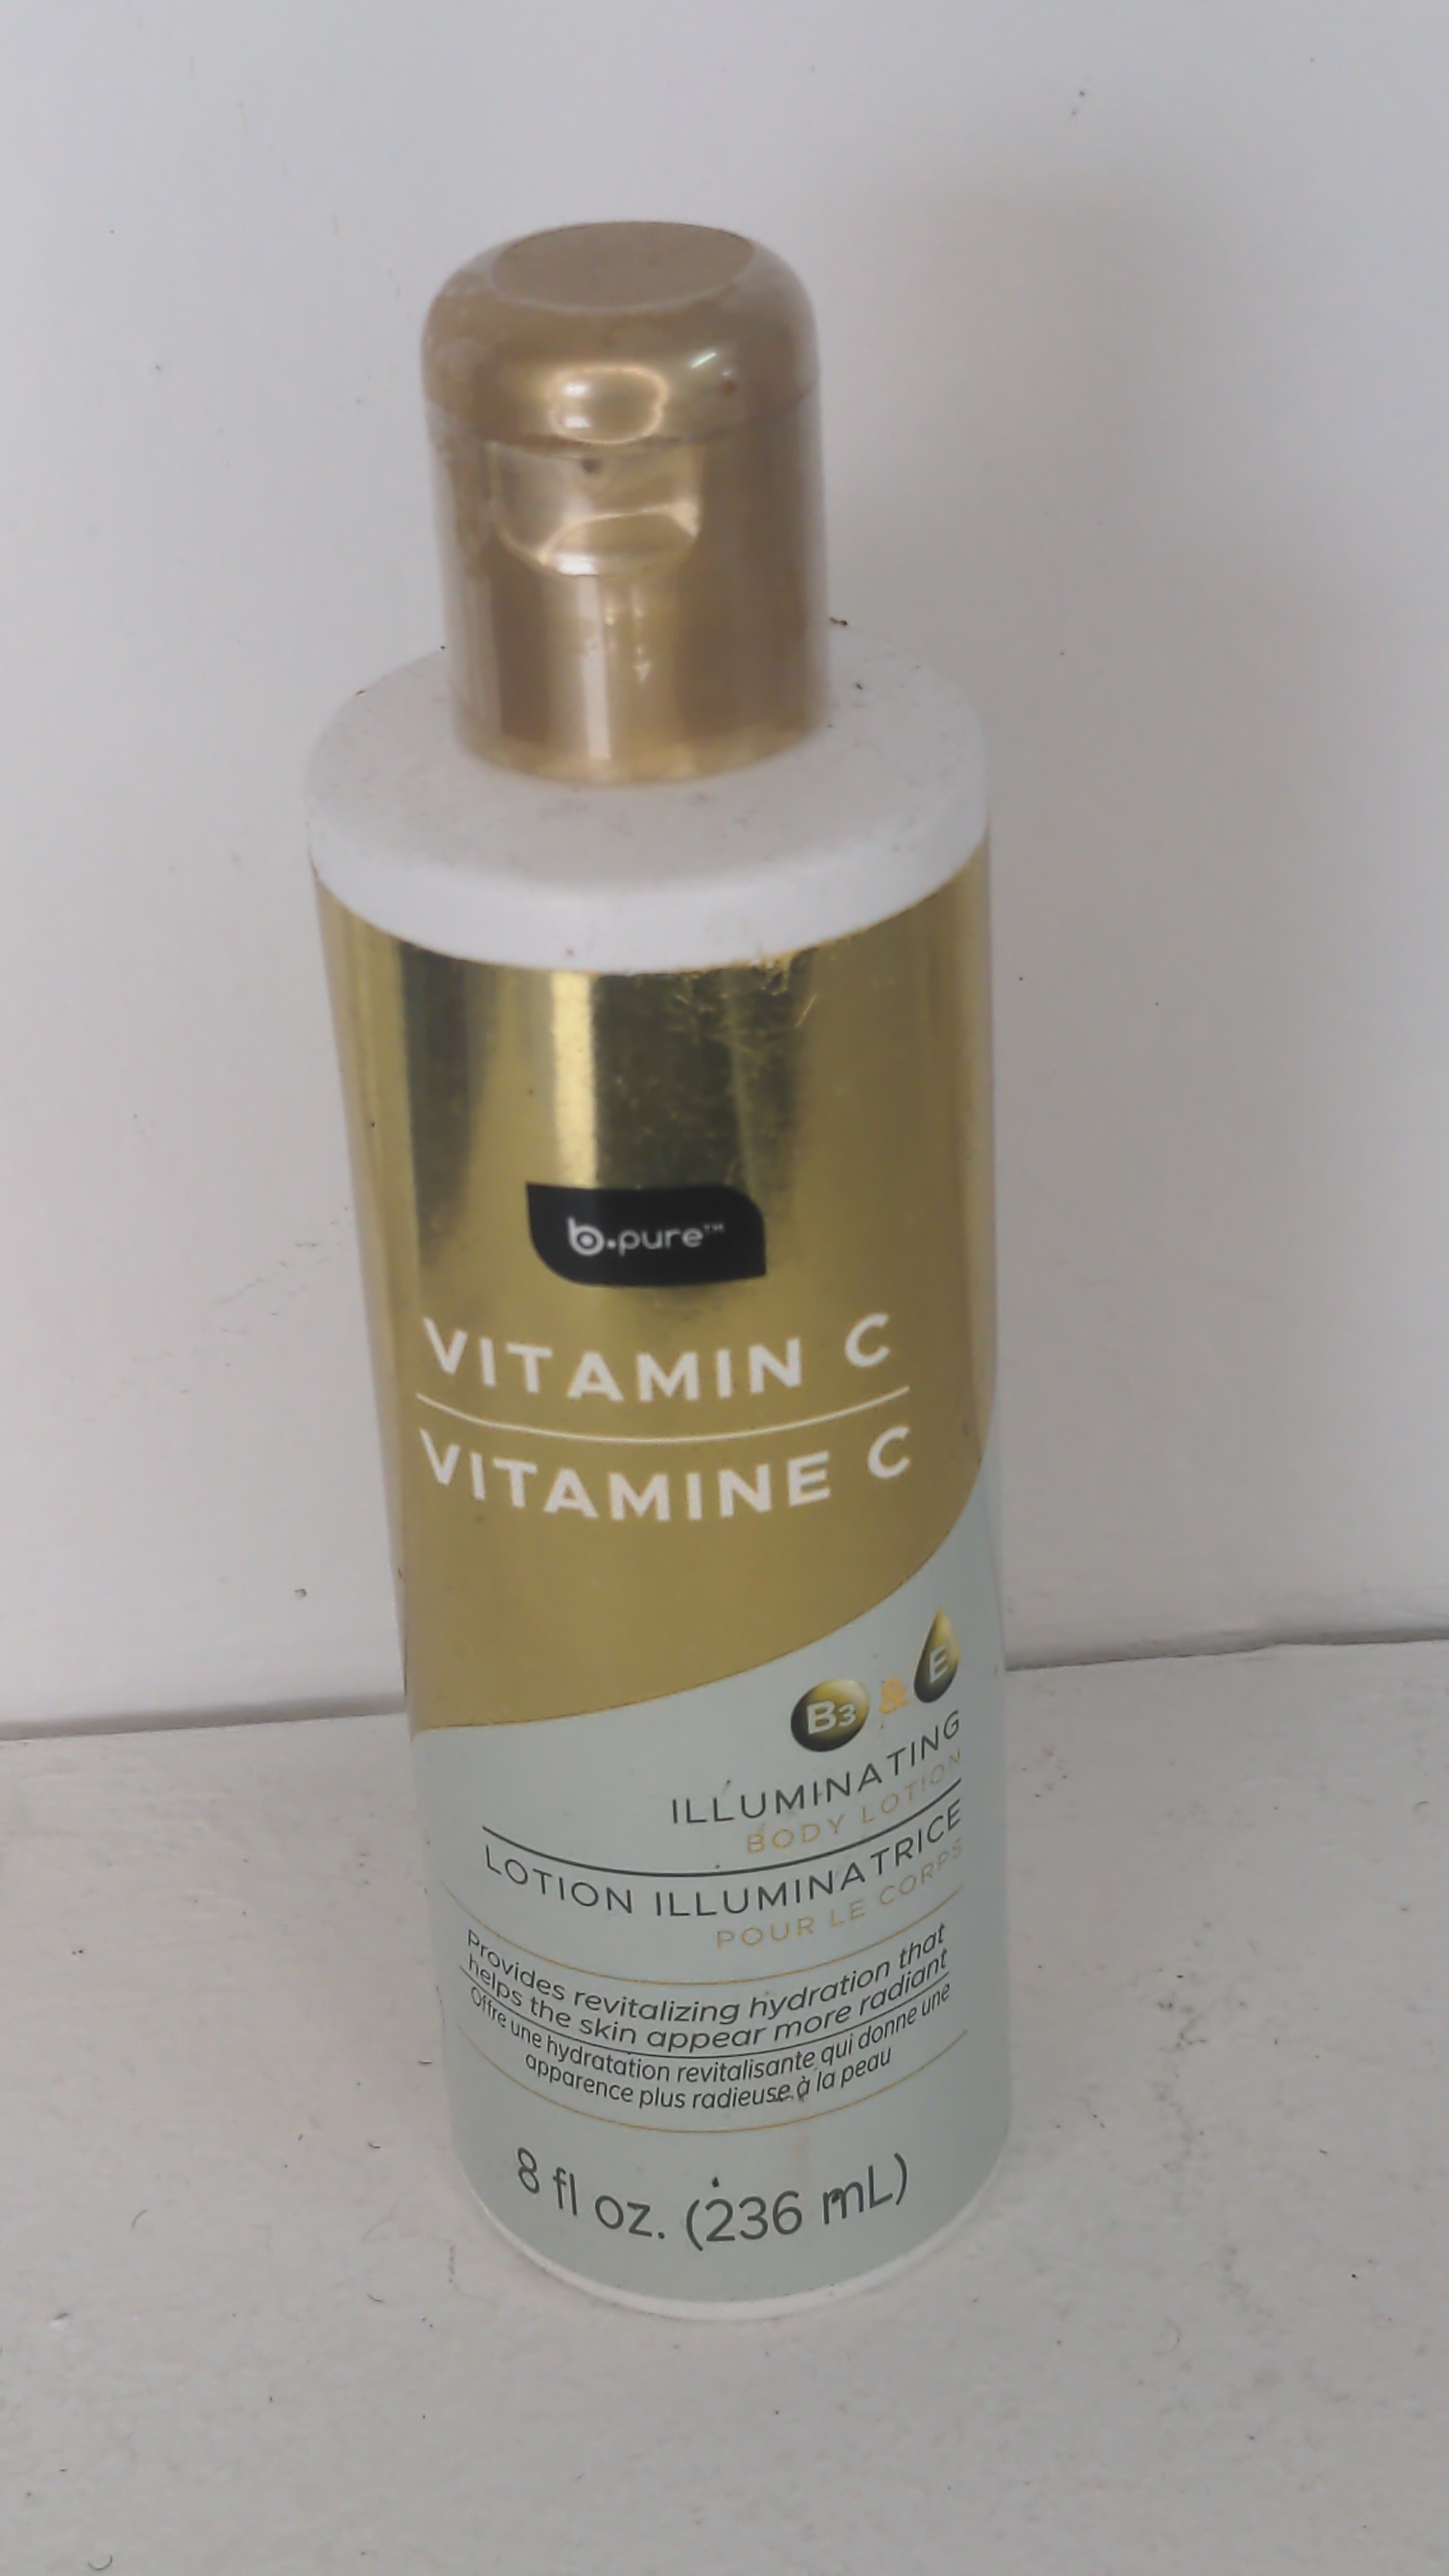 b.pure™
VITAMIN C
VITAMINE C
B3 & E
ILLUMINATING
BODY LOTION
LOTION ILLUMINATRICE
POUR LE CORPS
Provides revitalizing hydration that
helps the skin appear more radiant
Offre une hydratation revitalisante qui donne une
apparence plus radieuse à la peau
8 fl oz. (236 mL)